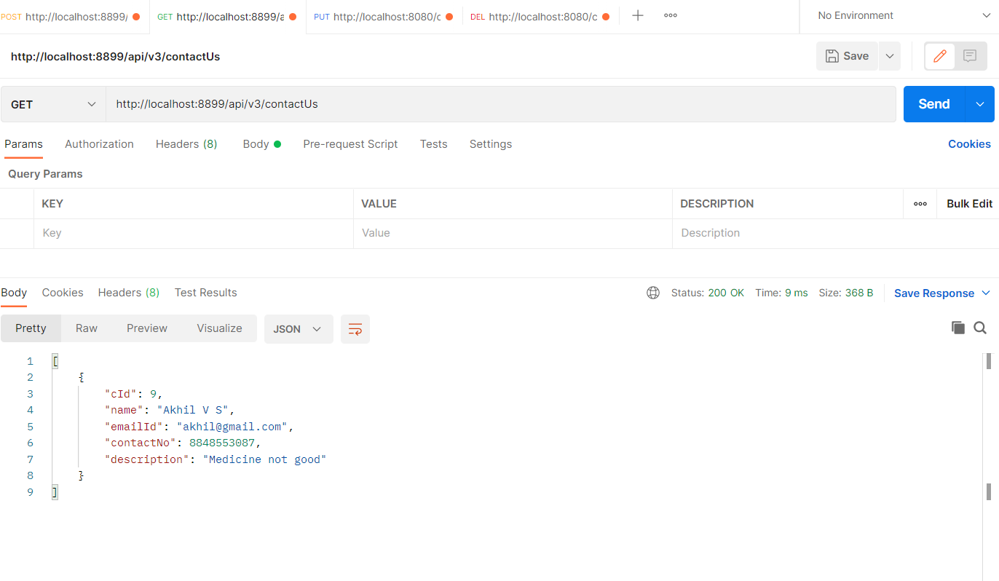 POST http://localhost:8899/ GET http://localhost:8899/a PUT http://localhost:8080/c DEL http://localhost:8080/c No Environment
http://localhost:8899/api/v3/contactUs Save
GET http://localhost:8899/api/v3/contactUs Send
Params Authorization Headers (8) Body Pre-request Script Tests Settings Cookies
Query Params
KEY VALUE DESCRIPTION Bulk Edit
Key Value Description
Body Cookies Headers (8) Test Results Status: 200 OK Time: 9 ms Size: 368 B Save Response
Pretty Raw Preview Visualize JSON
1 [
2 {
3 "cId": 9,
4 "name": "Akhil V S",
5 "emailId": "akhil@gmail.com",
6 "contactNo": 8848553087,
7 "description": "Medicine not good"
8 }
9 ]